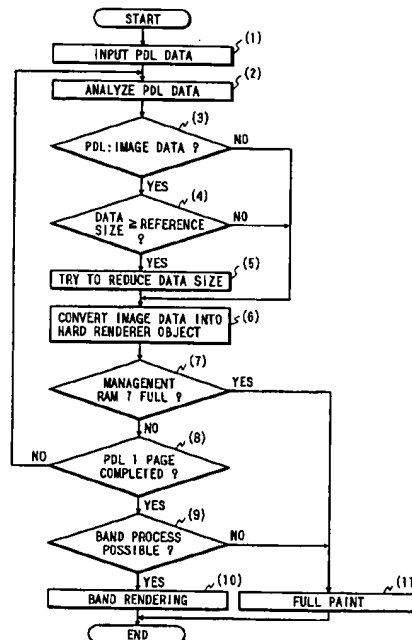 START
(1)
INPUT PDL DATA
(2)
ANALYZE PDL DATA
(3)
PDL:IMAGE DATA ?
NO
YES
(4)
DATA
SIZE ≥ REFERENCE
?
NO
YES
(5)
TRY TO REDUCE DATA SIZE
(6)
CONVERT IMAGE DATA INTO
HARD RENDERER OBJECT
(7)
MANAGEMENT
RAM 7 FULL ?
YES
NO
(8)
PDL 1 PAGE
COMPLETED ?
NO
YES
(9)
BAND PROCESS
POSSIBLE ?
NO
YES
(10)
BAND RENDERING
(11)
FULL PAINT
END